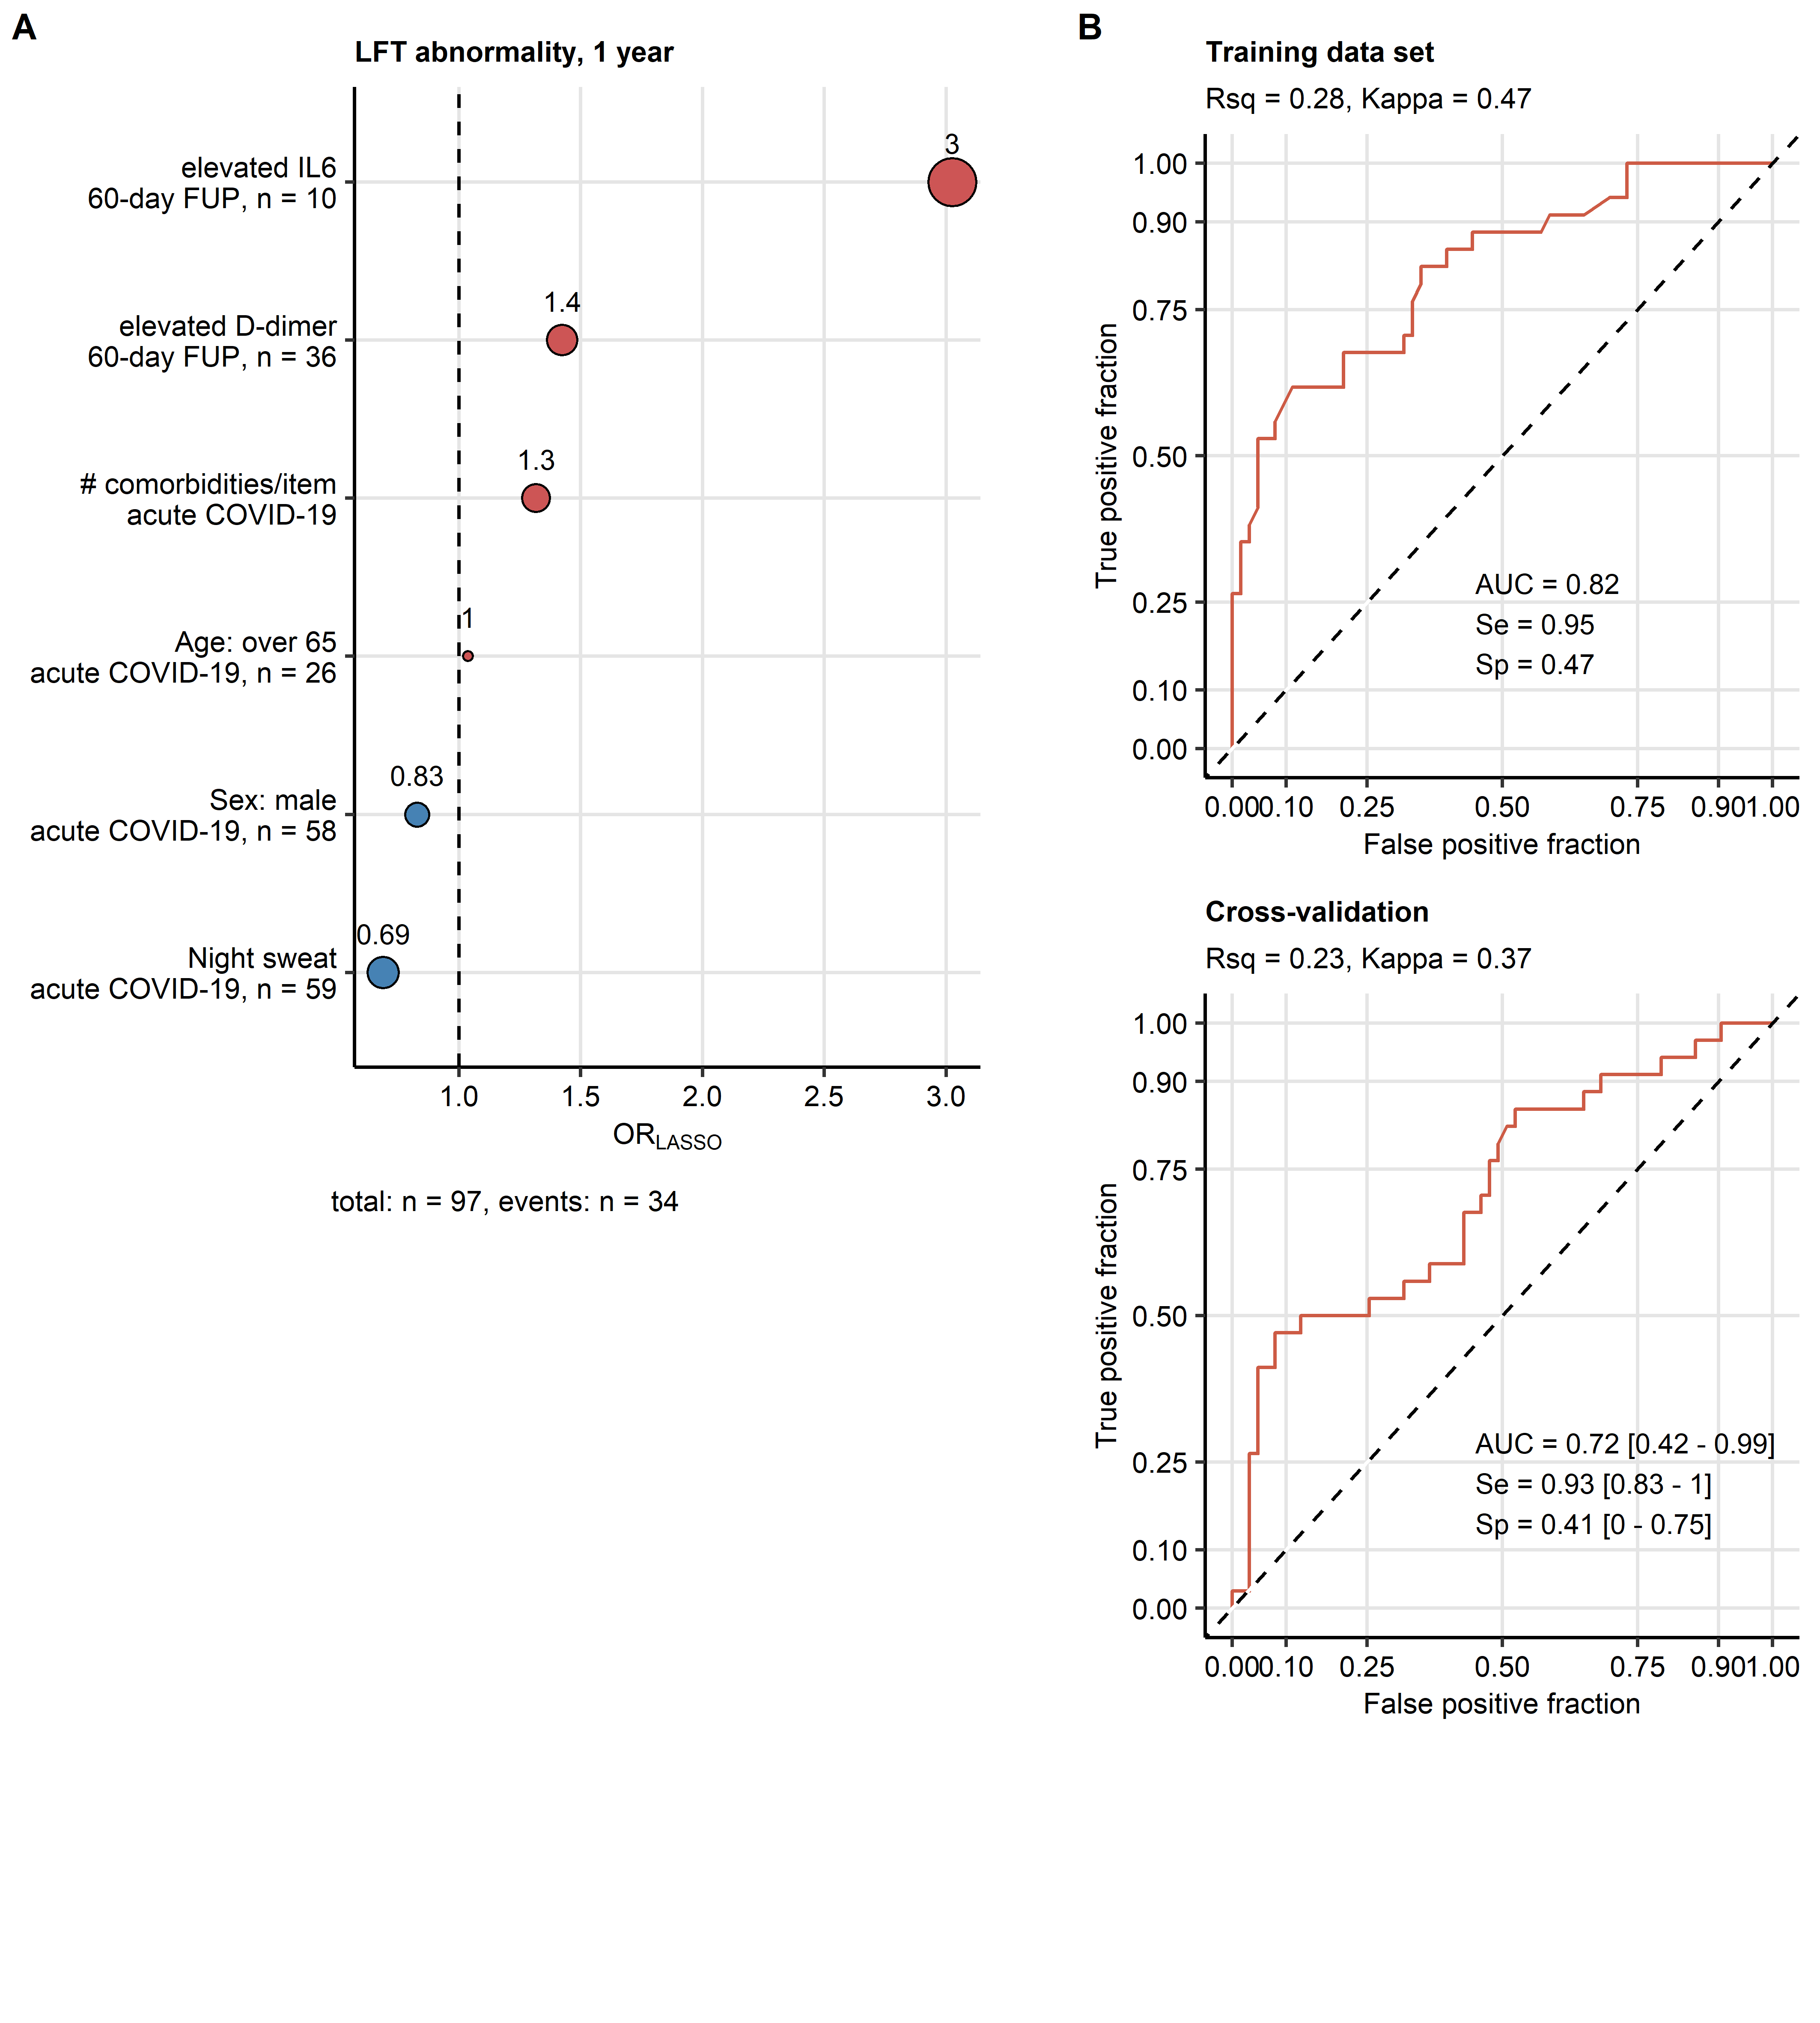 A
LFT abnormality, 1 year
elevated IL6
60-day FUP, n = 10
3
elevated D-dimer
60-day FUP, n = 36
1.4
# comorbidities/item
acute COVID-19
1.3
Age: over 65
acute COVID-19, n = 26
1
Sex: male
acute COVID-19, n = 58
0.83
Night sweat
acute COVID-19, n = 59
0.69
1.0 1.5 2.0 2.5 3.0
ORLASSO
total: n = 97, events: n = 34
B
Training data set
Rsq = 0.28, Kappa = 0.47
True positive fraction
1.00
0.90
0.75
0.50
0.25
0.10
0.00
AUC = 0.82
Se = 0.95
Sp = 0.47
0.00 0.10 0.25 0.50 0.75 0.90 1.00
False positive fraction
Cross-validation
Rsq = 0.23, Kappa = 0.37
True positive fraction
1.00
0.90
0.75
0.50
0.25
0.10
0.00
AUC = 0.72 [0.42 - 0.99]
Se = 0.93 [0.83 - 1]
Sp = 0.41 [0 - 0.75]
0.00 0.10 0.25 0.50 0.75 0.90 1.00
False positive fraction